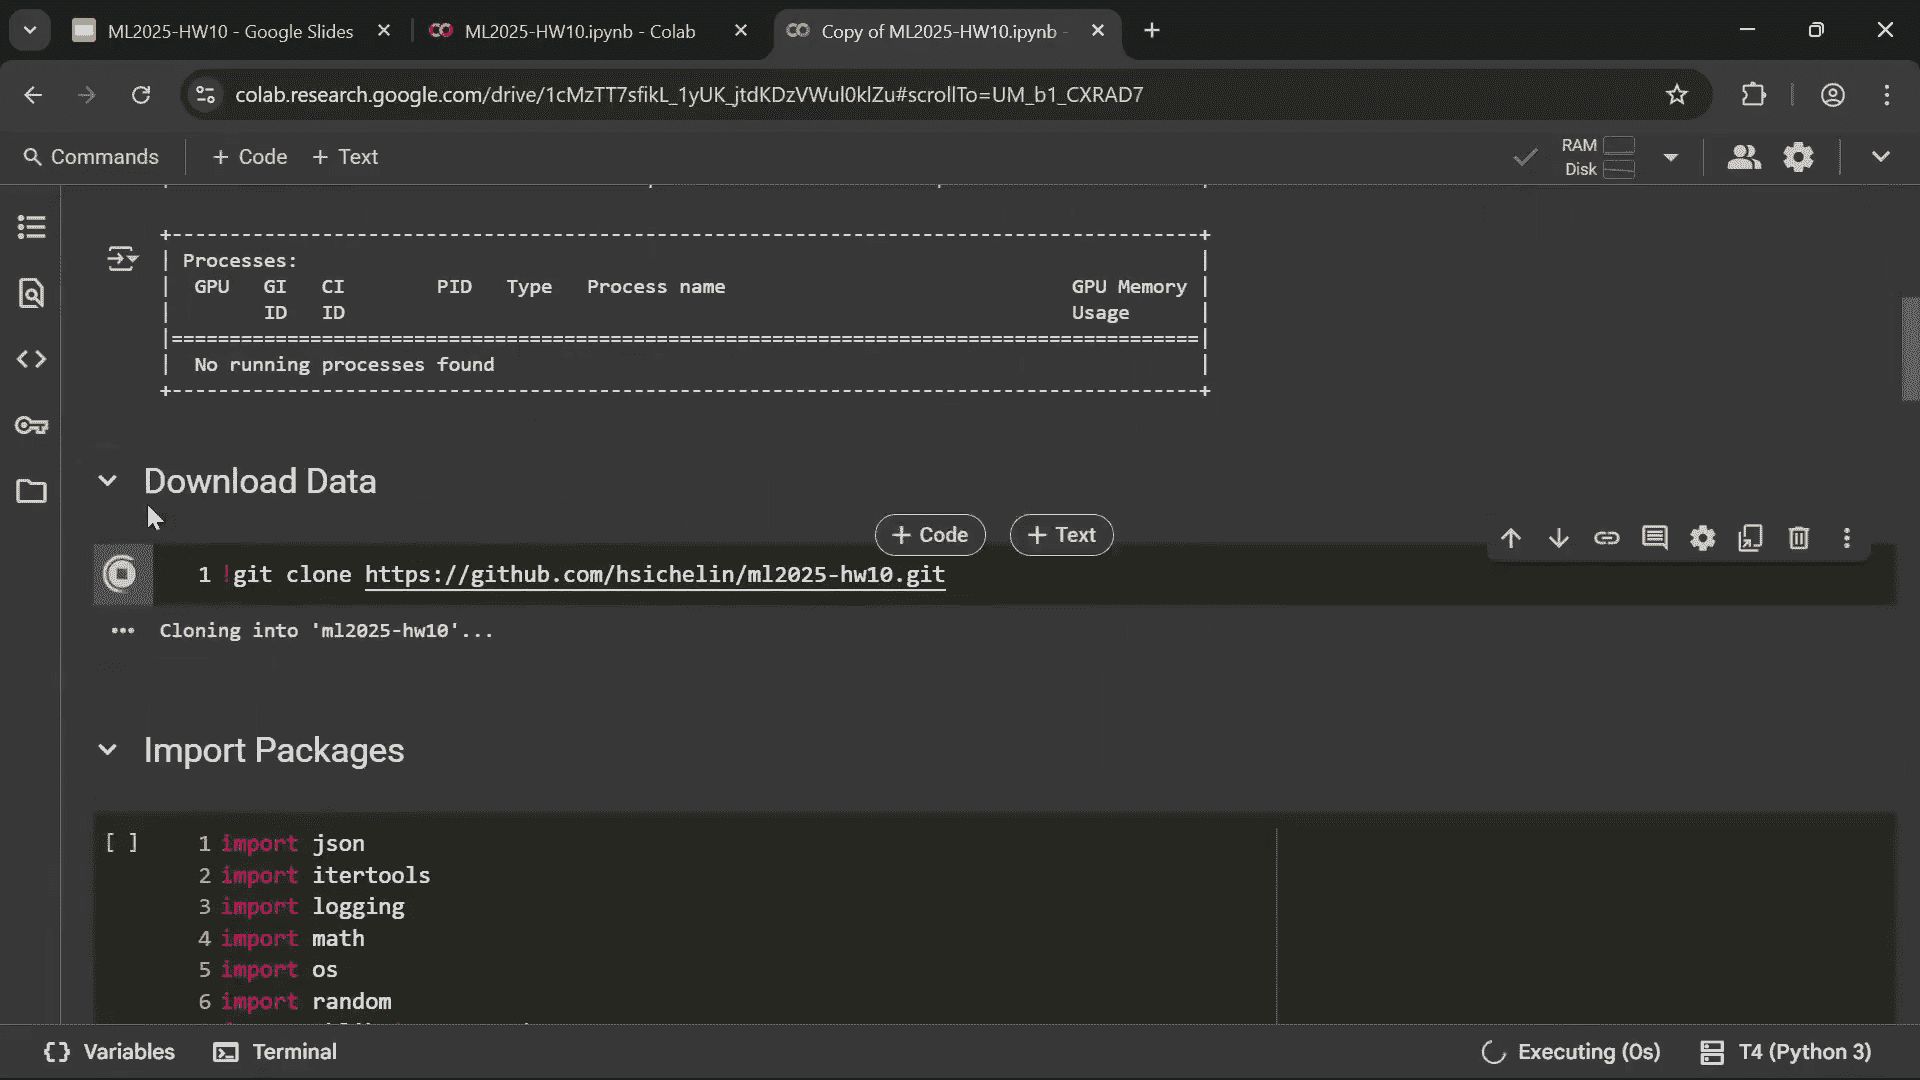 ML2025-HW10 - Google Slides
ML2025-HW10.ipynb - Colab
Copy of ML2025-HW10.ipynb -
colab.research.google.com/drive/1cMzTT7sfikL_1yUK_jtdKDzVWul0klZu#scrollTo=UM_b1_CXRAD7
Commands
+ Code
+ Text
RAM
Disk
Processes:
GPU GI CI PID Type Process name GPU Memory
ID ID Usage
No running processes found
Download Data
+ Code
+ Text
1 !git clone https://github.com/hsichelin/ml2025-hw10.git
Cloning into 'ml2025-hw10'...
Import Packages
[ ]
1 import json
2 import itertools
3 import logging
4 import math
5 import os
6 import random
Variables
Terminal
Executing (0s)
T4 (Python 3)